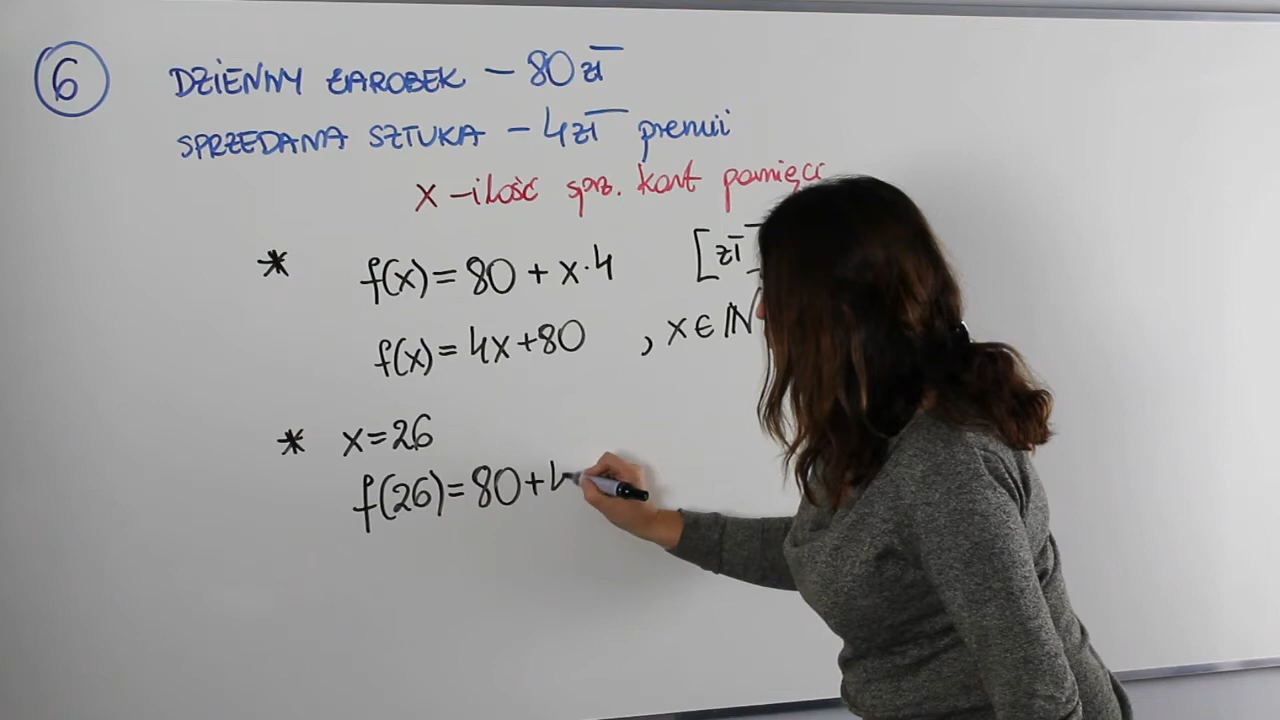 6 DZIENNY ZAROBEK – 80 zł
SPRZEDANA SZTUKA – 4 zł premii
x – ilość sprz. kart pamięci
* f(x) = 80 + x·4 [zł
f(x) = 4x + 80 , x ∈ ℕ
* x = 26
f(26) = 80 + 4